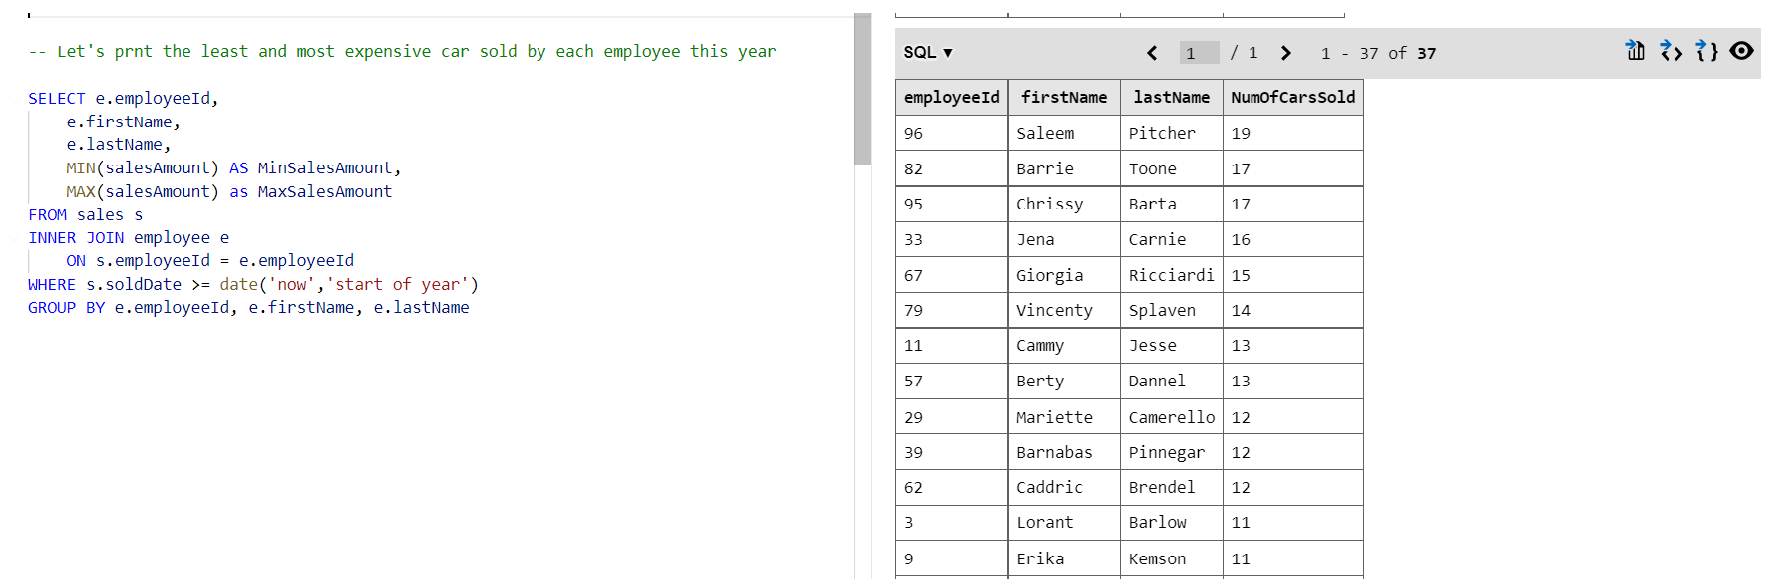 -- Let's prnt the least and most expensive car sold by each employee this year
SELECT e.employeeId,
e.firstName,
e.lastName,
MIN(salesAmount) AS MinSalesAmount,
MAX(salesAmount) as MaxSalesAmount
FROM sales s
INNER JOIN employee e
ON s.employeeId = e.employeeId
WHERE s.soldDate >= date('now','start of year')
GROUP BY e.employeeId, e.firstName, e.lastName
SQL ▼ < 1 / 1 > 1 - 37 of 37
employeeId firstName lastName NumOfCarsSold
96 Saleem Pitcher 19
82 Barrie Toone 17
95 Chrissy Barta 17
33 Jena Carnie 16
67 Giorgia Ricciardi 15
79 Vincenty Splaven 14
11 Cammy Jesse 13
57 Berty Dannel 13
29 Mariette Camerello 12
39 Barnabas Pinnegar 12
62 Caddric Brendel 12
3 Lorant Barlow 11
9 Erika Kemson 11